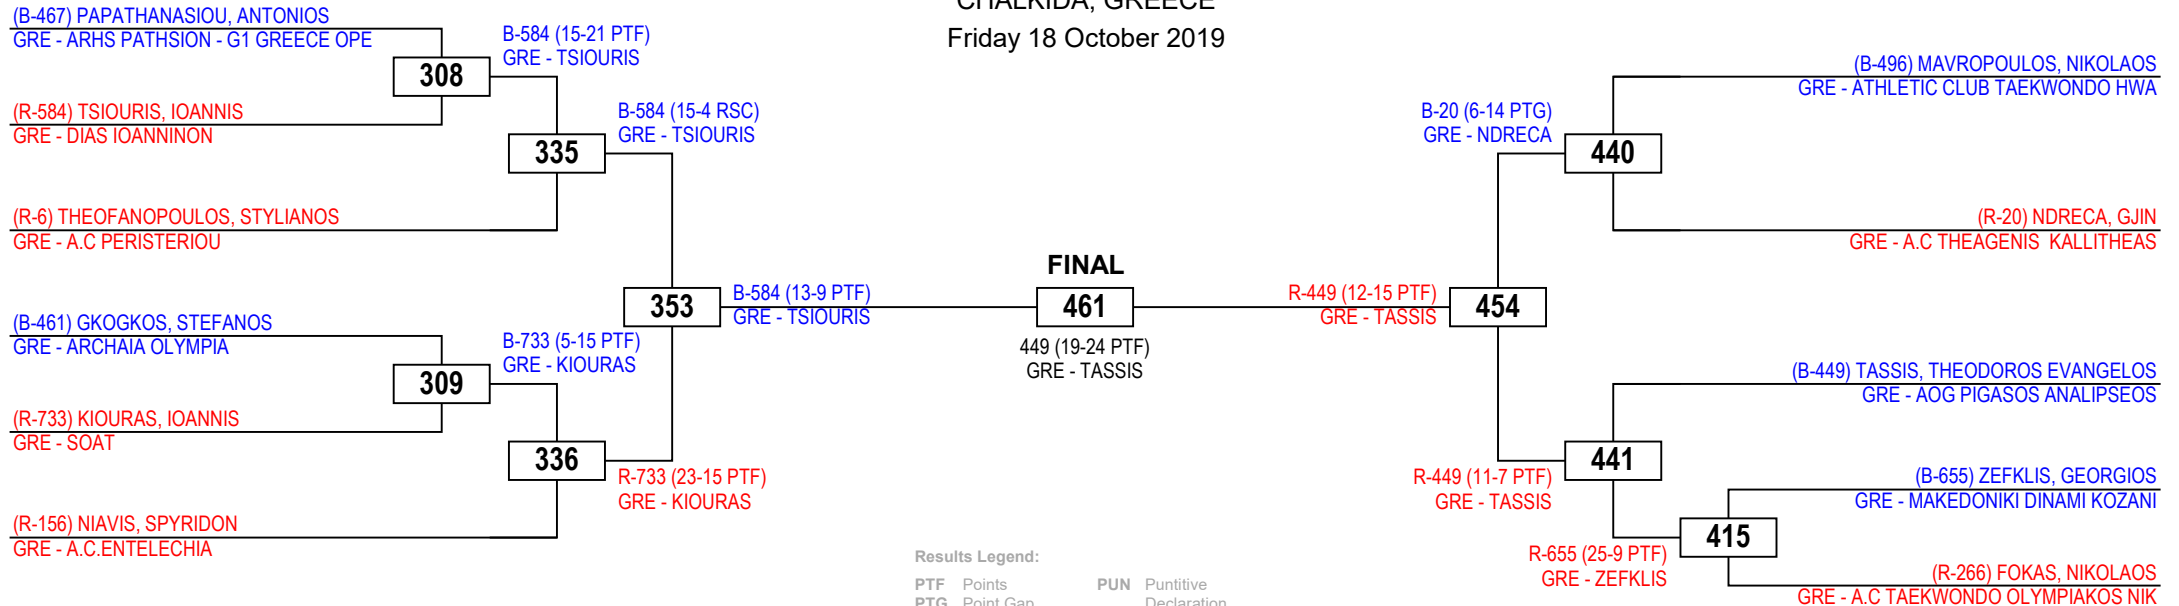 CHALKIDA, GREECE
Friday 18 October 2019
(B-467) PAPATHANASIOU, ANTONIOS
GRE - ARHS PATHSION - G1 GREECE OPE
308
(R-584) TSIOURIS, IOANNIS
GRE - DIAS IOANNINON
B-584 (15-21 PTF)
GRE - TSIOURIS
335
(R-6) THEOFANOPOULOS, STYLIANOS
GRE - A.C PERISTERIOU
B-584 (15-4 RSC)
GRE - TSIOURIS
353
(B-461) GKOGKOS, STEFANOS
GRE - ARCHAIA OLYMPIA
309
(R-733) KIOURAS, IOANNIS
GRE - SOAT
B-733 (5-15 PTF)
GRE - KIOURAS
336
(R-156) NIAVIS, SPYRIDON
GRE - A.C.ENTELECHIA
R-733 (23-15 PTF)
GRE - KIOURAS
B-584 (13-9 PTF)
GRE - TSIOURIS
FINAL
461
449 (19-24 PTF)
GRE - TASSIS
R-449 (12-15 PTF)
GRE - TASSIS
454
B-20 (6-14 PTG)
GRE - NDRECA
440
(B-496) MAVROPOULOS, NIKOLAOS
GRE - ATHLETIC CLUB TAEKWONDO HWA
(R-20) NDRECA, GJIN
GRE - A.C THEAGENIS  KALLITHEAS
(B-449) TASSIS, THEODOROS EVANGELOS
GRE - AOG PIGASOS ANALIPSEOS
441
R-449 (11-7 PTF)
GRE - TASSIS
(B-655) ZEFKLIS, GEORGIOS
GRE - MAKEDONIKI DINAMI KOZANI
415
R-655 (25-9 PTF)
GRE - ZEFKLIS
(R-266) FOKAS, NIKOLAOS
GRE - A.C TAEKWONDO OLYMPIAKOS NIK
Results Legend:
PTF Points
PUN Puntitive
PTG Point Gap
Declaration